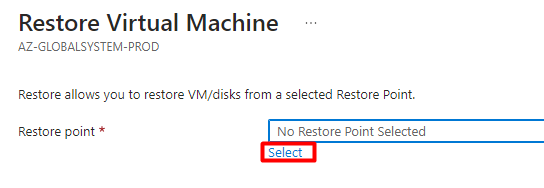 Restore Virtual Machine ...
AZ-GLOBALSYSTEM-PROD
Restore allows you to restore VM/disks from a selected Restore Point.
Restore point * No Restore Point Selected
Select